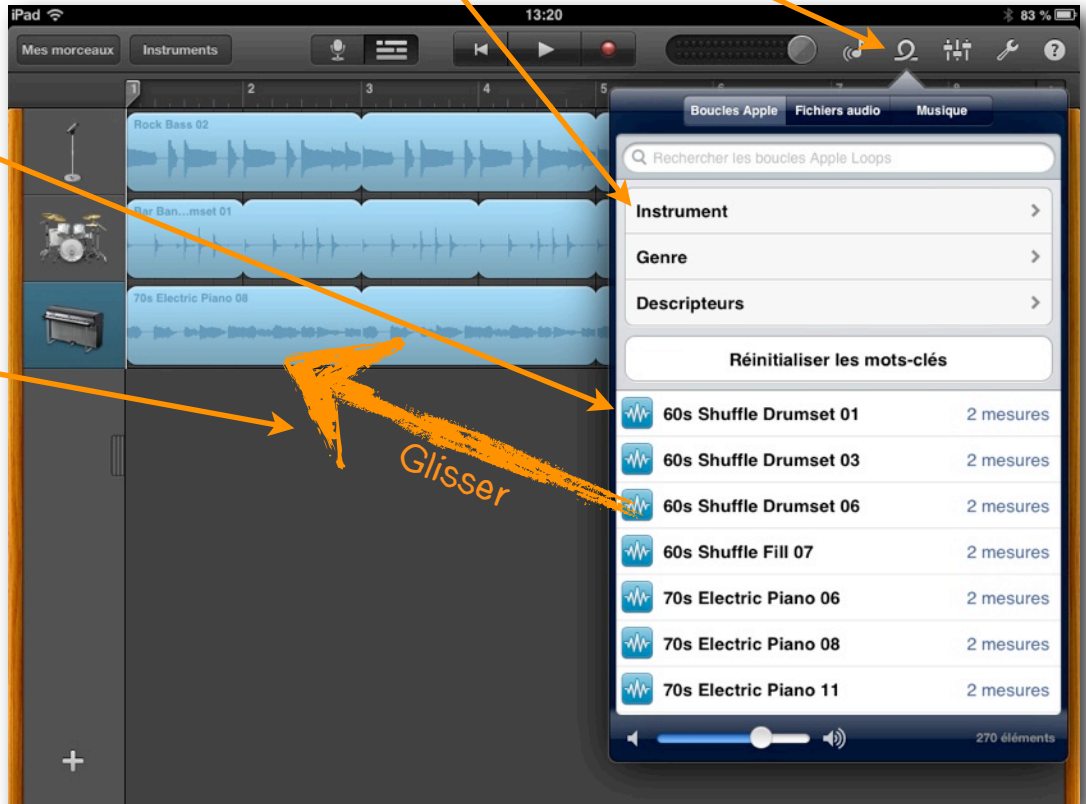 iPad 13:20 83 %
Mes morceaux Instruments
1 2 3 4 5 6 7 8
Boucles Apple Fichiers audio Musique
Rock Bass 02
Rechercher les boucles Apple Loops
Bar Ban...mset 01
Instrument
Genre
70s Electric Piano 08
Descripteurs
Réinitialiser les mots-clés
60s Shuffle Drumset 01 2 mesures
60s Shuffle Drumset 03 2 mesures
Glisser
60s Shuffle Drumset 06 2 mesures
60s Shuffle Fill 07 2 mesures
70s Electric Piano 06 2 mesures
70s Electric Piano 08 2 mesures
70s Electric Piano 11 2 mesures
270 éléments